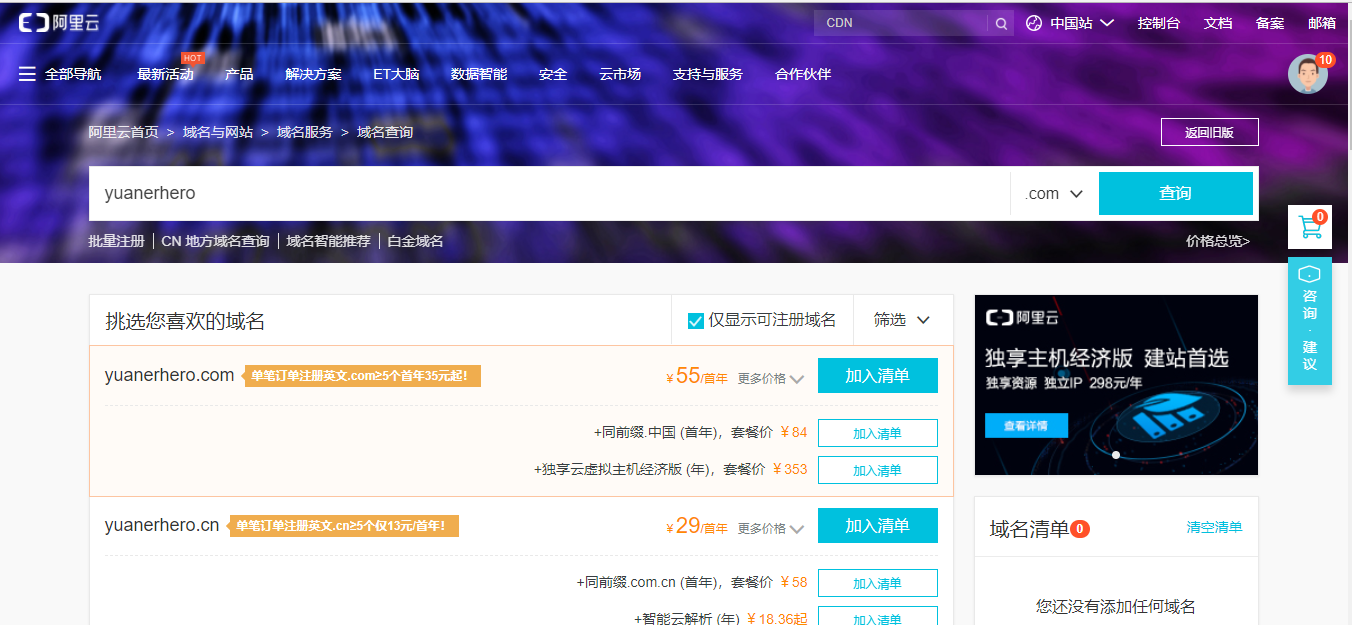 阿里云
CDN
中国站
控制台
文档
备案
邮箱
全部导航
最新活动
HOT
产品
解决方案
ET大脑
数据智能
安全
云市场
支持与服务
合作伙伴
10
阿里云首页 > 域名与网站 > 域名服务 > 域名查询
返回旧版
yuanerhero
.com
查询
批量注册
CN 地方域名查询
域名智能推荐
白金域名
价格总览>
0
咨询·建议
挑选您喜欢的域名
仅显示可注册域名
筛选
yuanerhero.com
单笔订单注册英文.com≥5个首年35元起!
¥55/首年
更多价格
加入清单
+同前缀.中国 (首年)，套餐价 ¥84
加入清单
+独享云虚拟主机经济版 (年)，套餐价 ¥353
加入清单
yuanerhero.cn
单笔订单注册英文.cn≥5个仅13元/首年!
¥29/首年
更多价格
加入清单
+同前缀.com.cn (首年)，套餐价 ¥58
加入清单
+智能云解析 (年) ¥18.36起
加入清单
阿里云
独享主机经济版 建站首选
独享资源 独立IP 298元/年
查看详情
域名清单 0
清空清单
您还没有添加任何域名